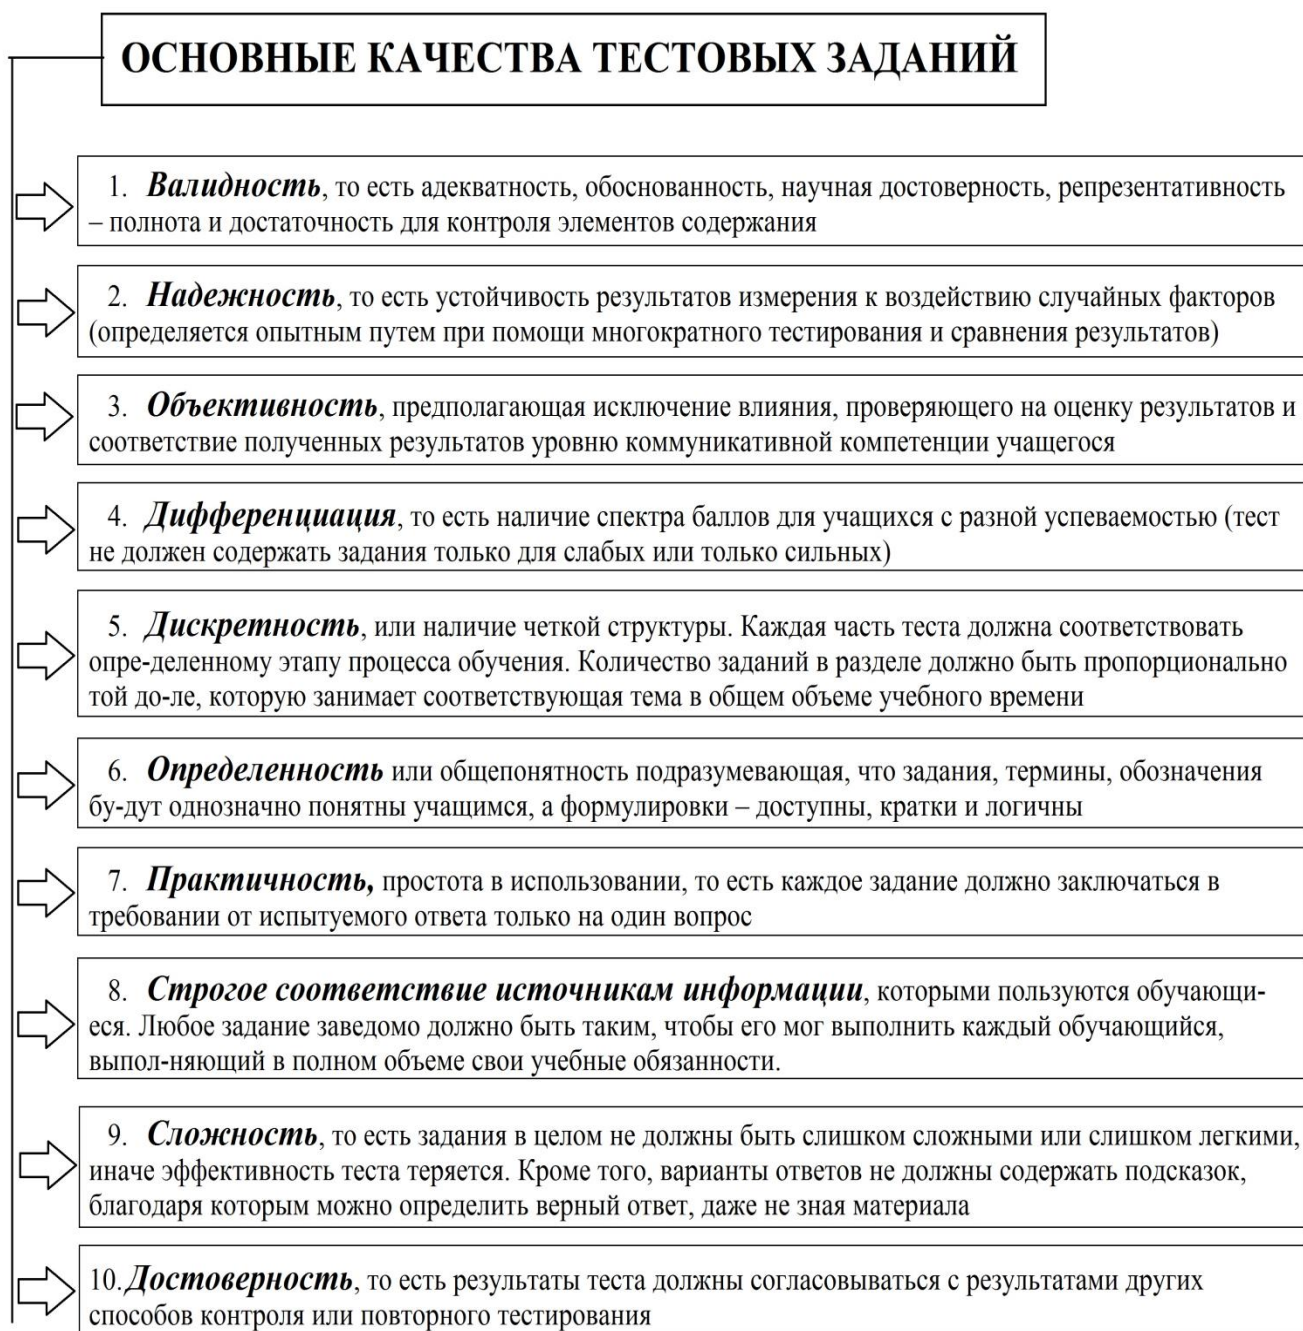 ОСНОВНЫЕ КАЧЕСТВА ТЕСТОВЫХ ЗАДАНИЙ
1. Валидность, то есть адекватность, обоснованность, научная достоверность, репрезентативность
– полнота и достаточность для контроля элементов содержания
2. Надежность, то есть устойчивость результатов измерения к воздействию случайных факторов
(определяется опытным путем при помощи многократного тестирования и сравнения результатов)
3. Объективность, предполагающая исключение влияния, проверяющего на оценку результатов и
соответствие полученных результатов уровню коммуникативной компетенции учащегося
4. Дифференциация, то есть наличие спектра баллов для учащихся с разной успеваемостью (тест
не должен содержать задания только для слабых или только сильных)
5. Дискретность, или наличие четкой структуры. Каждая часть теста должна соответствовать
опре-деленному этапу процесса обучения. Количество заданий в разделе должно быть пропорционально
той до-ле, которую занимает соответствующая тема в общем объеме учебного времени
6. Определенность или общепонятность подразумевающая, что задания, термины, обозначения
бу-дут однозначно понятны учащимся, а формулировки – доступны, кратки и логичны
7. Практичность, простота в использовании, то есть каждое задание должно заключаться в
требовании от испытуемого ответа только на один вопрос
8. Строгое соответствие источникам информации, которыми пользуются обучающи-
еся. Любое задание заведомо должно быть таким, чтобы его мог выполнить каждый обучающийся,
выпол-няющий в полном объеме свои учебные обязанности.
9. Сложность, то есть задания в целом не должны быть слишком сложными или слишком легкими,
иначе эффективность теста теряется. Кроме того, варианты ответов не должны содержать подсказок,
благодаря которым можно определить верный ответ, даже не зная материала
10. Достоверность, то есть результаты теста должны согласовываться с результатами других
способов контроля или повторного тестирования